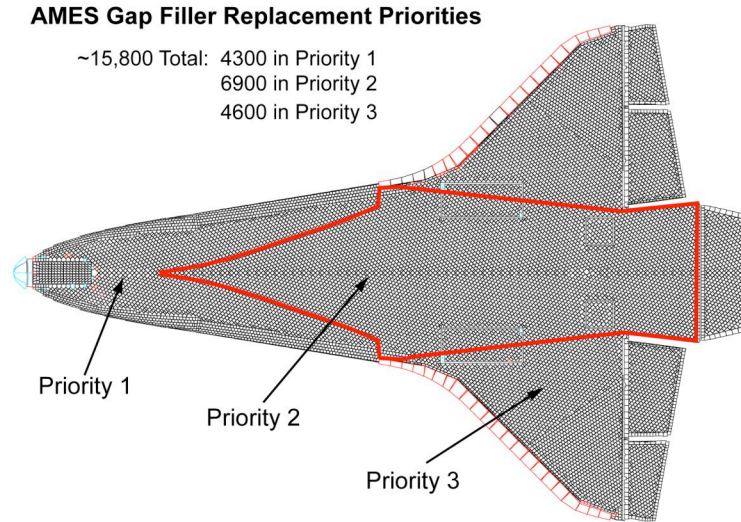 AMES Gap Filler Replacement Priorities
~15,800 Total: 4300 in Priority 1
6900 in Priority 2
4600 in Priority 3
Priority 1
Priority 2
Priority 3